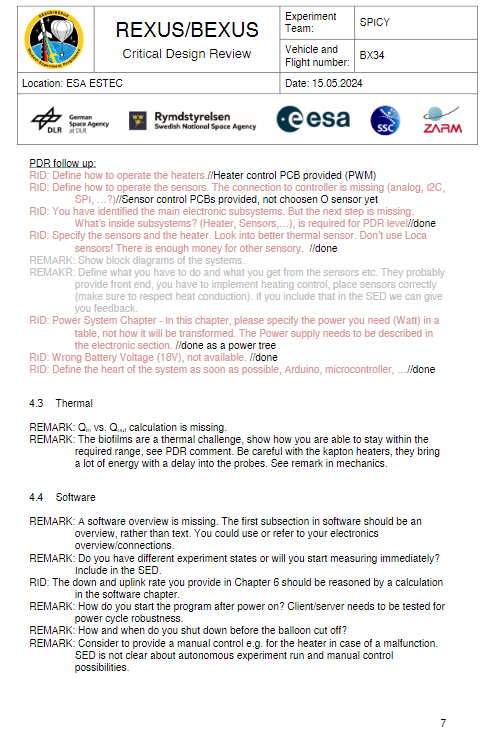 REXUS/BEXUS
Critical Design Review
Experiment Team:
SPICY
Vehicle and Flight number:
BX34
Location: ESA ESTEC
Date: 15.05.2024
DLR
German
Space Agency
at DLR
Rymdstyrelsen
Swedish National Space Agency
esa
SSC
ZARM
PDR follow up:
RID: Define how to operate the heaters.//Heater control PCB provided (PWM)
RID: Define how to operate the sensors. The connection to controller is missing (analog, I2C,
SPI, …?)//Sensor control PCBs provided, not choosen O sensor yet
RID: You have identified the main electronic subsystems. But the next step is missing.
What's inside subsystems? (Heater, Sensors,…), is required for PDR level//done
RID: Specify the sensors and the heater. Look into better thermal sensor. Don't use Loca
sensors! There is enough money for other sensory. //done
REMARK: Show block diagrams of the systems.
REMAKR: Define what you have to do and what you get from the sensors etc. They probably
provide front end, you have to implement heating control, place sensors correctly
(make sure to respect heat conduction). if you include that in the SED we can give
you feedback.
RID: Power System Chapter - in this chapter, please specify the power you need (Watt) in a
table, not how it will be transformed. The Power supply needs to be described in
the electronic section. //done as a power tree
RID: Wrong Battery Voltage (18V), not available. //done
RID: Define the heart of the system as soon as possible, Arduino, microcontroller, …//done
4.3 Thermal
REMARK: Qin vs. Qout calculation is missing.
REMARK: The biofilms are a thermal challenge, show how you are able to stay within the
required range, see PDR comment. Be careful with the kapton heaters, they bring
a lot of energy with a delay into the probes. See remark in mechanics.
4.4 Software
REMARK: A software overview is missing. The first subsection in software should be an
overview, rather than text. You could use or refer to your electronics
overview/connections.
REMARK: Do you have different experiment states or will you start measuring immediately?
Include in the SED.
RID: The down and uplink rate you provide in Chapter 6 should be reasoned by a calculation
in the software chapter.
REMARK: How do you start the program after power on? Client/server needs to be tested for
power cycle robustness.
REMARK: How and when do you shut down before the balloon cut off?
REMARK: Consider to provide a manual control e.g. for the heater in case of a malfunction.
SED is not clear about autonomous experiment run and manual control
possibilities.
7